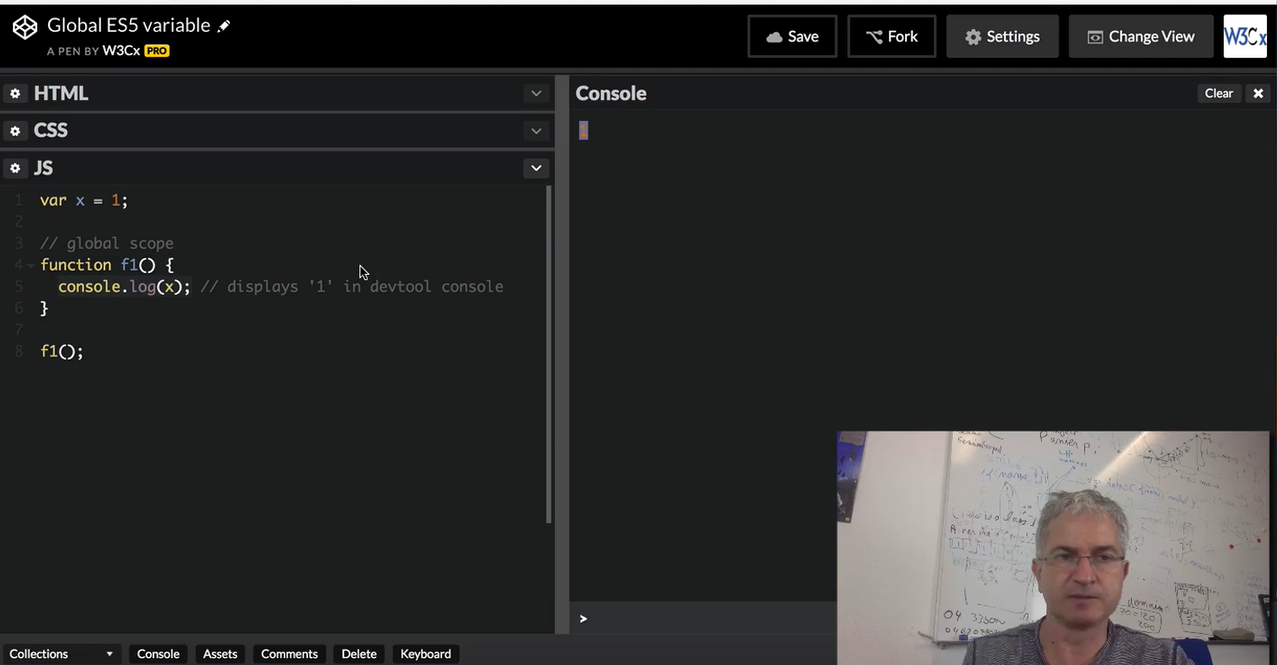 Global ES5 variable
A PEN BY W3Cx PRO
Save
Fork
Settings
Change View
W3Cx
HTML
CSS
JS
1 var x = 1;
2
3 // global scope
4 function f1() {
5 console.log(x); // displays '1' in devtool console
6 }
7
8 f1();
Console
Clear
1
>
Collections
Console
Assets
Comments
Delete
Keyboard